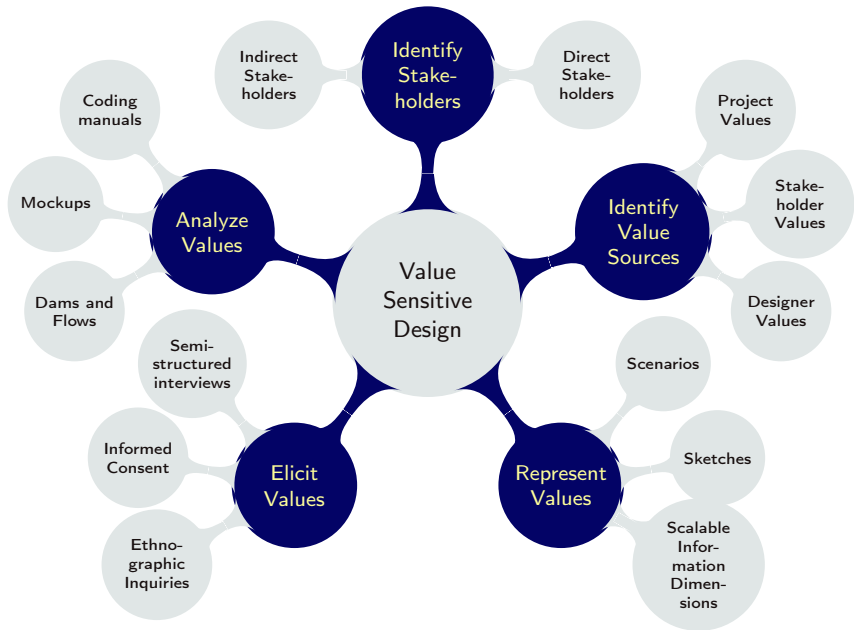 Identify
Stake-
holders
Indirect
Stake-
holders
Direct
Stake-
holders
Coding
manuals
Project
Values
Mockups
Analyze
Values
Identify
Value
Sources
Stake-
holder
Values
Dams and
Flows
Value
Sensitive
Design
Designer
Values
Semi-
structured
interviews
Scenarios
Informed
Consent
Elicit
Values
Represent
Values
Sketches
Ethno-
graphic
Inquiries
Scalable
Infor-
mation
Dimen-
sions